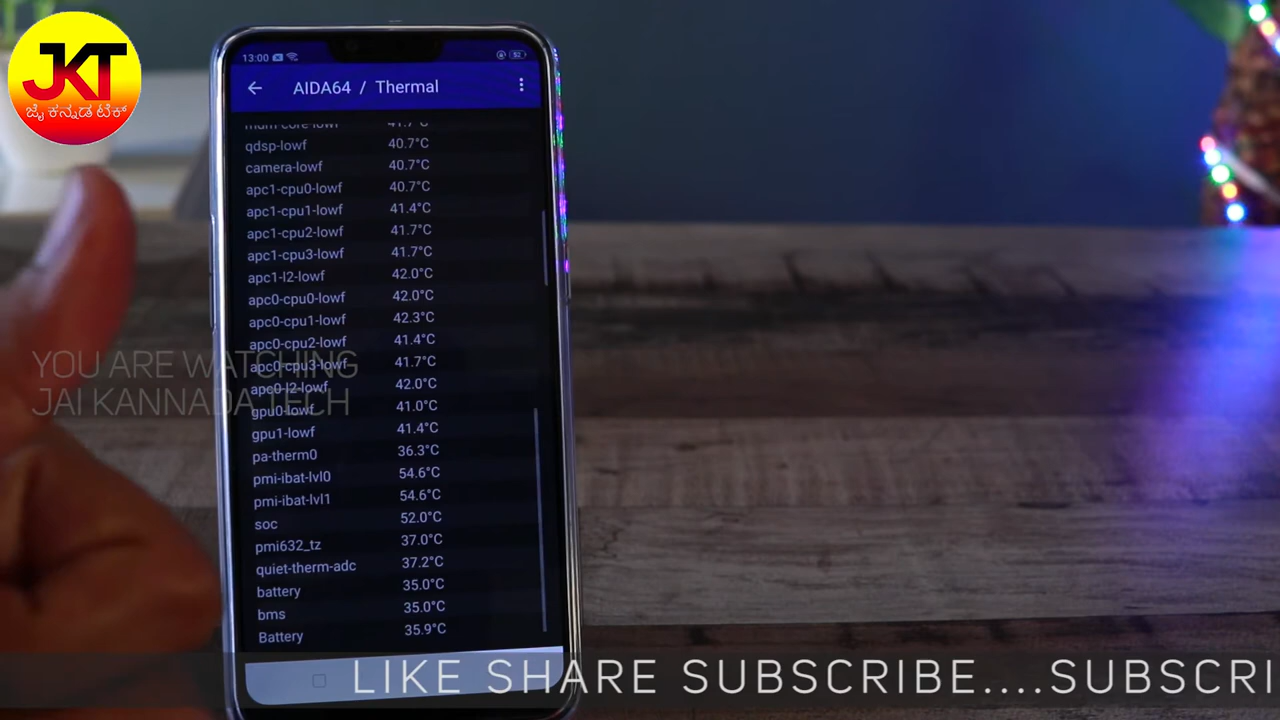 JKT
ಜೈ ಕನ್ನಡ ಟೆಕ್
13:00
52
AIDA64 / Thermal
41.7°C
qdsp-lowf 40.7°C
camera-lowf 40.7°C
apc1-cpu0-lowf 40.7°C
apc1-cpu1-lowf 41.4°C
apc1-cpu2-lowf 41.7°C
apc1-cpu3-lowf 41.7°C
apc1-l2-lowf 42.0°C
apc0-cpu0-lowf 42.0°C
apc0-cpu1-lowf 42.3°C
apc0-cpu2-lowf 41.4°C
apc0-cpu3-lowf 41.7°C
apc0-l2-lowf 42.0°C
gpu0-lowf 41.0°C
gpu1-lowf 41.4°C
pa-therm0 36.3°C
pmi-ibat-lvl0 54.6°C
pmi-ibat-lvl1 54.6°C
soc 52.0°C
pmi632_tz 37.0°C
quiet-therm-adc 37.2°C
battery 35.0°C
bms 35.0°C
Battery 35.9°C
YOU ARE WATCHING
JAI KANNADA TECH
LIKE SHARE SUBSCRIBE....SUBSCRI